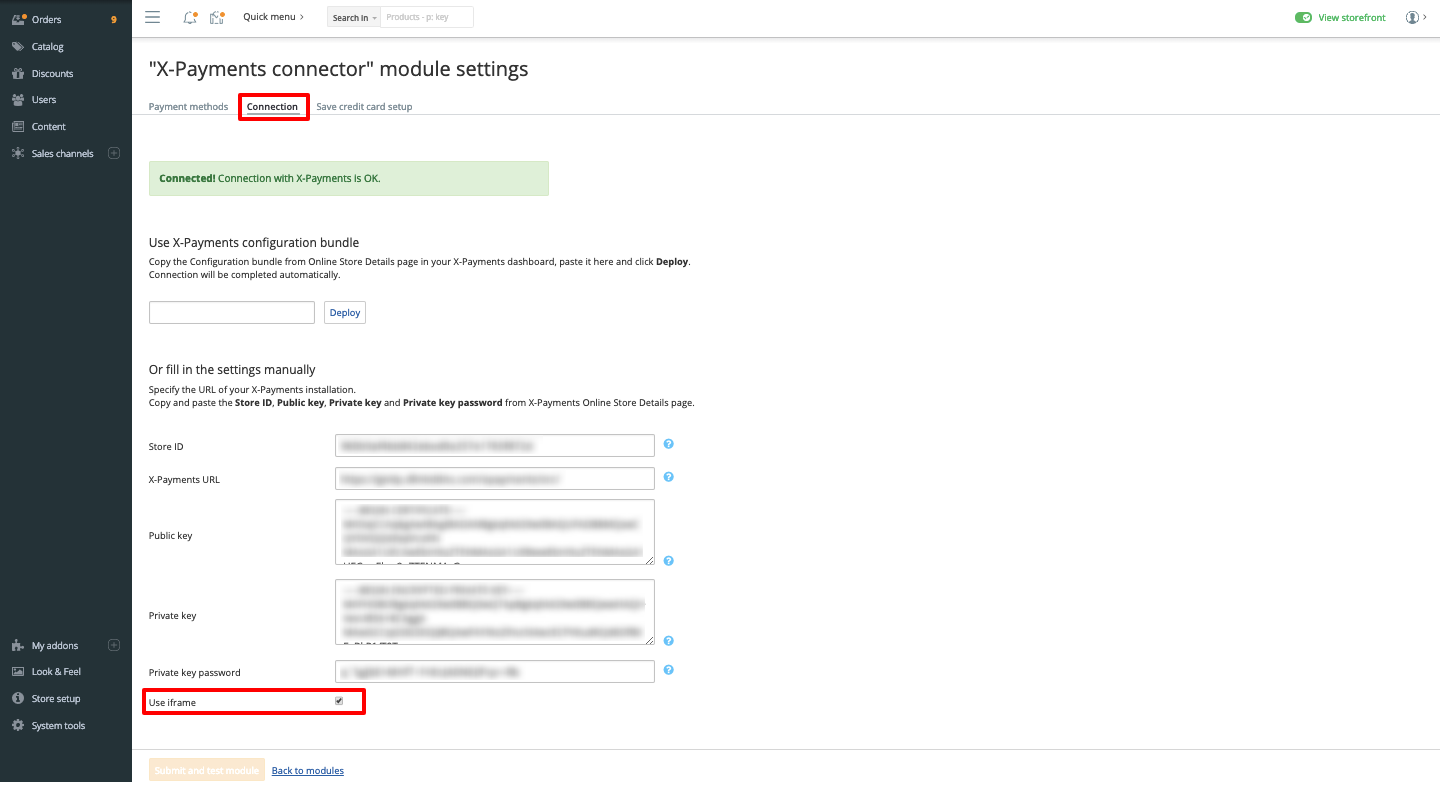 Orders 9
Catalog
Discounts
Users
Content
Sales channels
My addons
Look & Feel
Store setup
System tools
Quick menu
Search in
Products - p: key
View storefront
"X-Payments connector" module settings
Payment methods Connection Save credit card setup
Connected! Connection with X-Payments is OK.
Use X-Payments configuration bundle
Copy the Configuration bundle from Online Store Details page in your X-Payments dashboard, paste it here and click Deploy.
Connection will be completed automatically.
Deploy
Or fill in the settings manually
Specify the URL of your X-Payments installation.
Copy and paste the Store ID, Public key, Private key and Private key password from X-Payments Online Store Details page.
Store ID
X-Payments URL
Public key
Private key
Private key password
Use iframe
Submit and test module Back to modules